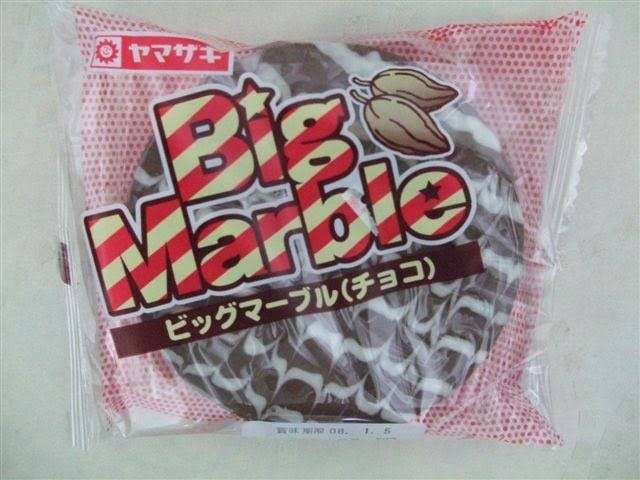 ヤマザキ
Big
Marble
ビッグマーブル(チョコ)
賞味期限 08. 1. 5